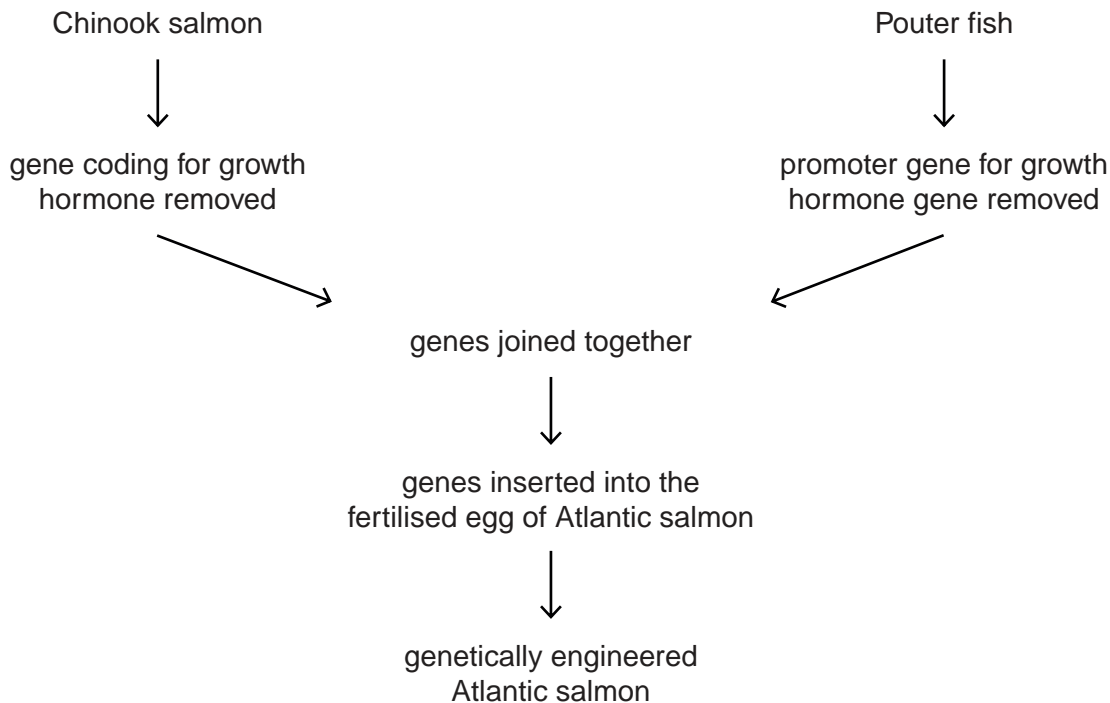 Chinook salmon
Pouter fish
gene coding for growth
hormone removed
promoter gene for growth
hormone gene removed
genes joined together
genes inserted into the
fertilised egg of Atlantic salmon
genetically engineered
Atlantic salmon